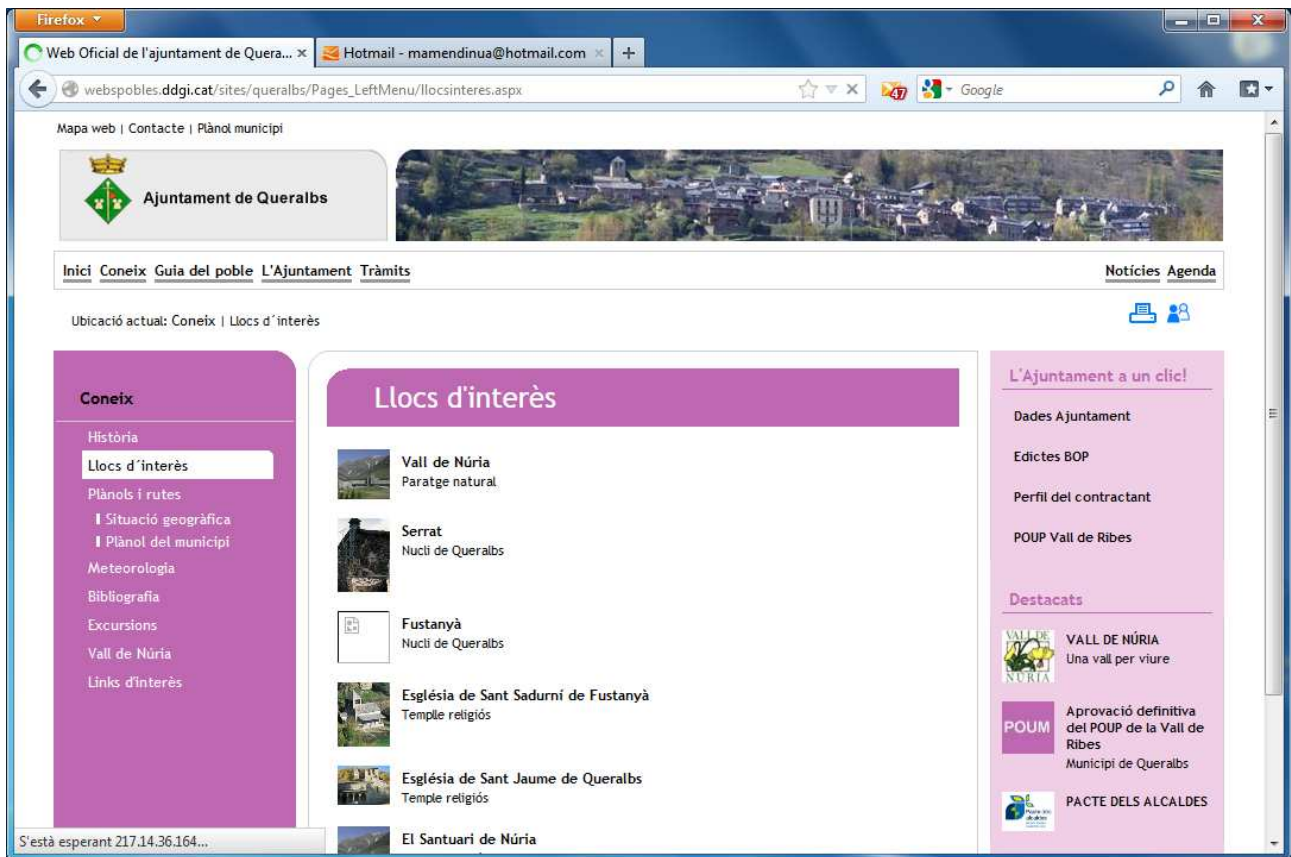 Firefox
Web Oficial de l'ajuntament de Quera...
Hotmail - mamendinua@hotmail.com
webspobles.ddgi.cat/sites/queralbs/Pages_LeftMenu/llocsinteres.aspx
47
Google
Mapa web | Contacte | Plànol municipi
Ajuntament de Queralbs
Inici Coneix Guia del poble L'Ajuntament Tràmits
Notícies Agenda
Ubicació actual: Coneix | Llocs d´interès
Coneix
Història
Llocs d´interès
Plànols i rutes
Situació geogràfica
Plànol del municipi
Meteorologia
Bibliografia
Excursions
Vall de Núria
Links d'interès
Llocs d'interès
Vall de Núria
Paratge natural
Serrat
Nucli de Queralbs
Fustanyà
Nucli de Queralbs
Església de Sant Sadurní de Fustanyà
Templle religiós
Església de Sant Jaume de Queralbs
Temple religiós
El Santuari de Núria
L'Ajuntament a un clic!
Dades Ajuntament
Edictes BOP
Perfil del contractant
POUP Vall de Ribes
Destacats
VALL DE
NÚRIA
VALL DE NÚRIA
Una vall per viure
POUM
Aprovació definitiva
del POUP de la Vall de
Ribes
Municipi de Queralbs
PACTE DELS ALCALDES
S'està esperant 217.14.36.164...